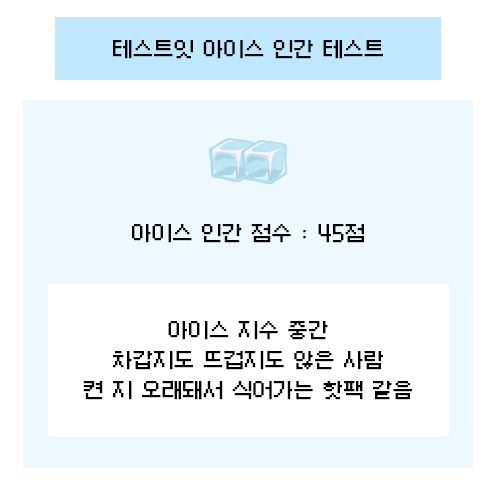 테스트잇 아이스 인간 테스트
아이스 인간 점수 : 45점
아이스 지수 중간
차갑지도 뜨겁지도 않은 사람
켠 지 오래돼서 식어가는 핫팩 같음